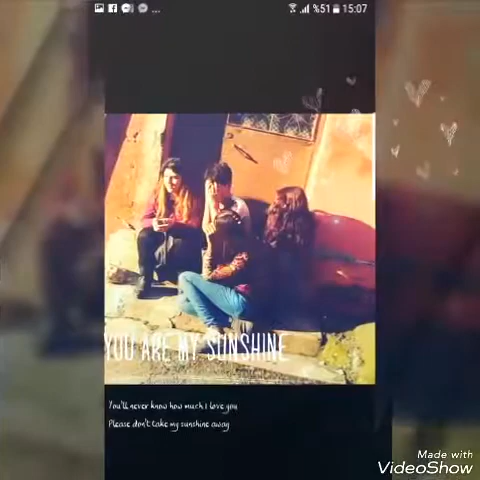 %51 15:07
YOU ARE MY SUNSHINE
You'll never know how much I love you
Please don't take my sunshine away
Made with
VideoShow